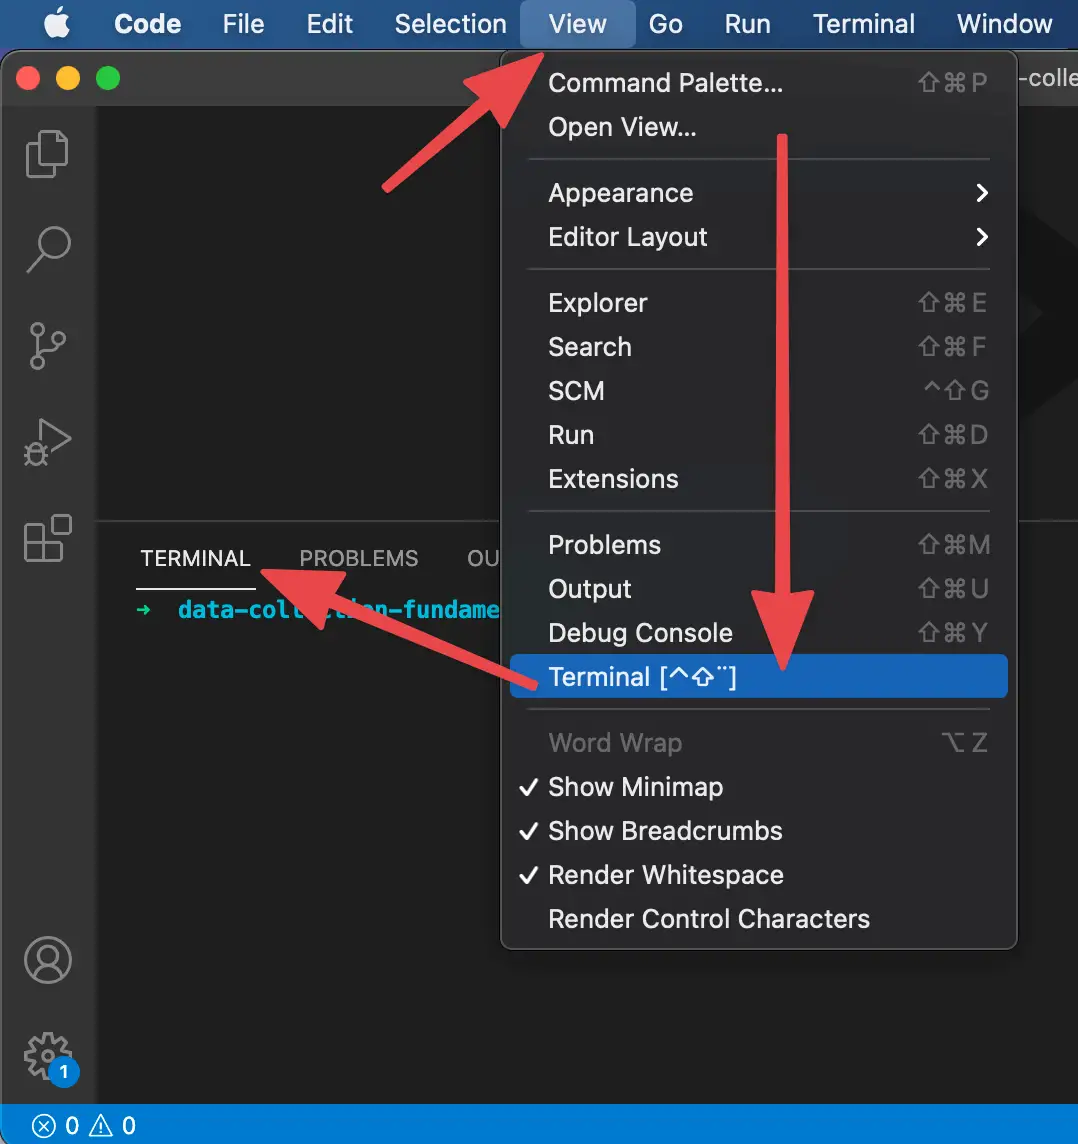 Code File Edit Selection View Go Run Terminal Window
-colle
Command Palette... ⇧⌘P
Open View...
Appearance
Editor Layout
Explorer ⇧⌘E
Search ⇧⌘F
SCM ^⇧G
Run ⇧⌘D
Extensions ⇧⌘X
Problems ⇧⌘M
Output ⇧⌘U
Debug Console ⇧⌘Y
Terminal [^⇧¨]
Word Wrap ⌥Z
✓ Show Minimap
✓ Show Breadcrumbs
✓ Render Whitespace
Render Control Characters
TERMINAL PROBLEMS OU
→ data-collection-fundame
1
0 0